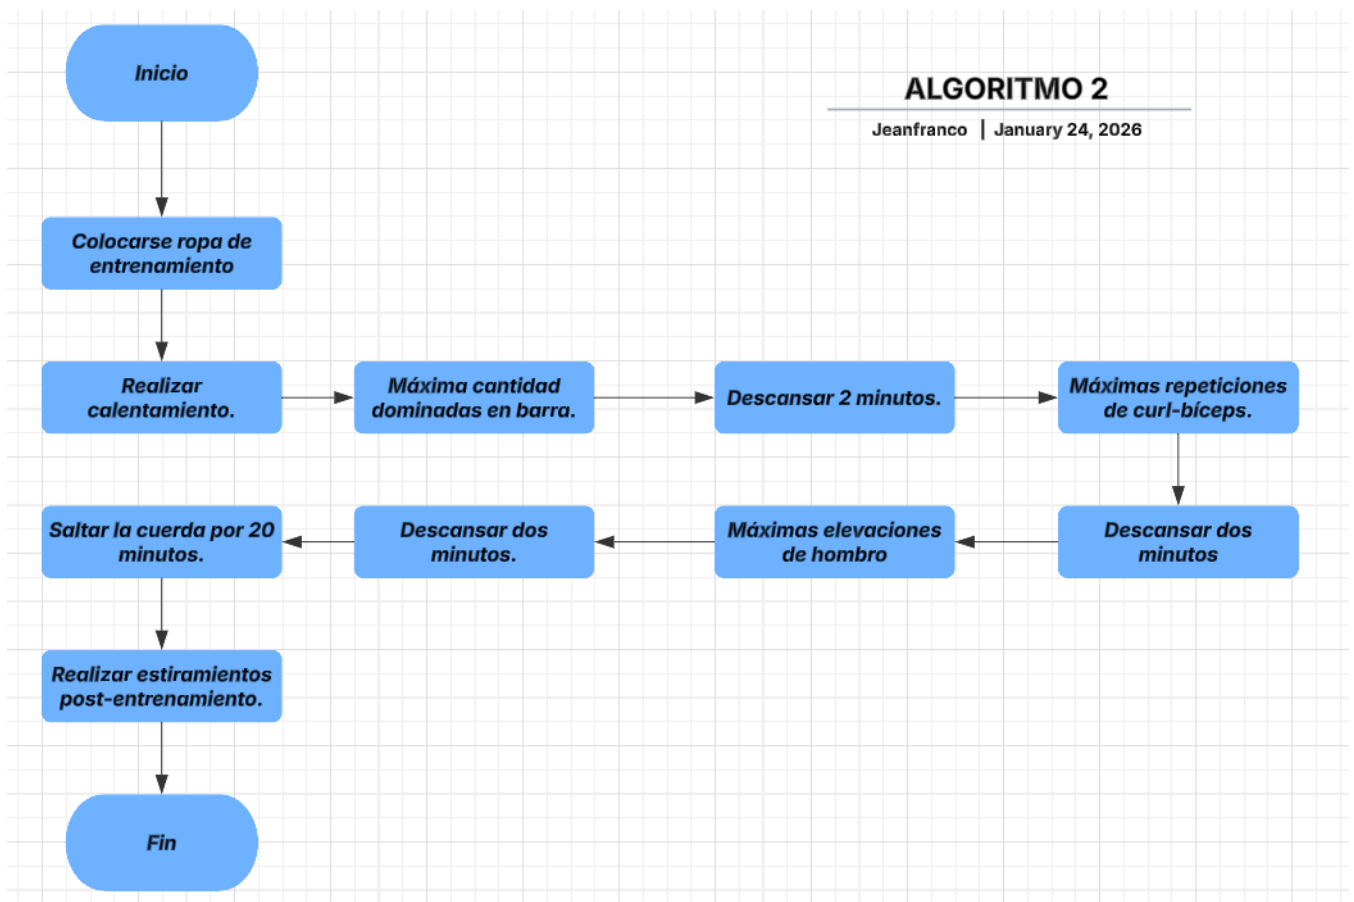 Inicio
ALGORITMO 2
Jeanfranco | January 24, 2026
Colocarse ropa de
entrenamiento
Realizar
calentamiento.
Máxima cantidad
dominadas en barra.
Descansar 2 minutos.
Máximas repeticiones
de curl-bíceps.
Descansar dos
minutos
Máximas elevaciones
de hombro
Descansar dos
minutos.
Saltar la cuerda por 20
minutos.
Realizar estiramientos
post-entrenamiento.
Fin